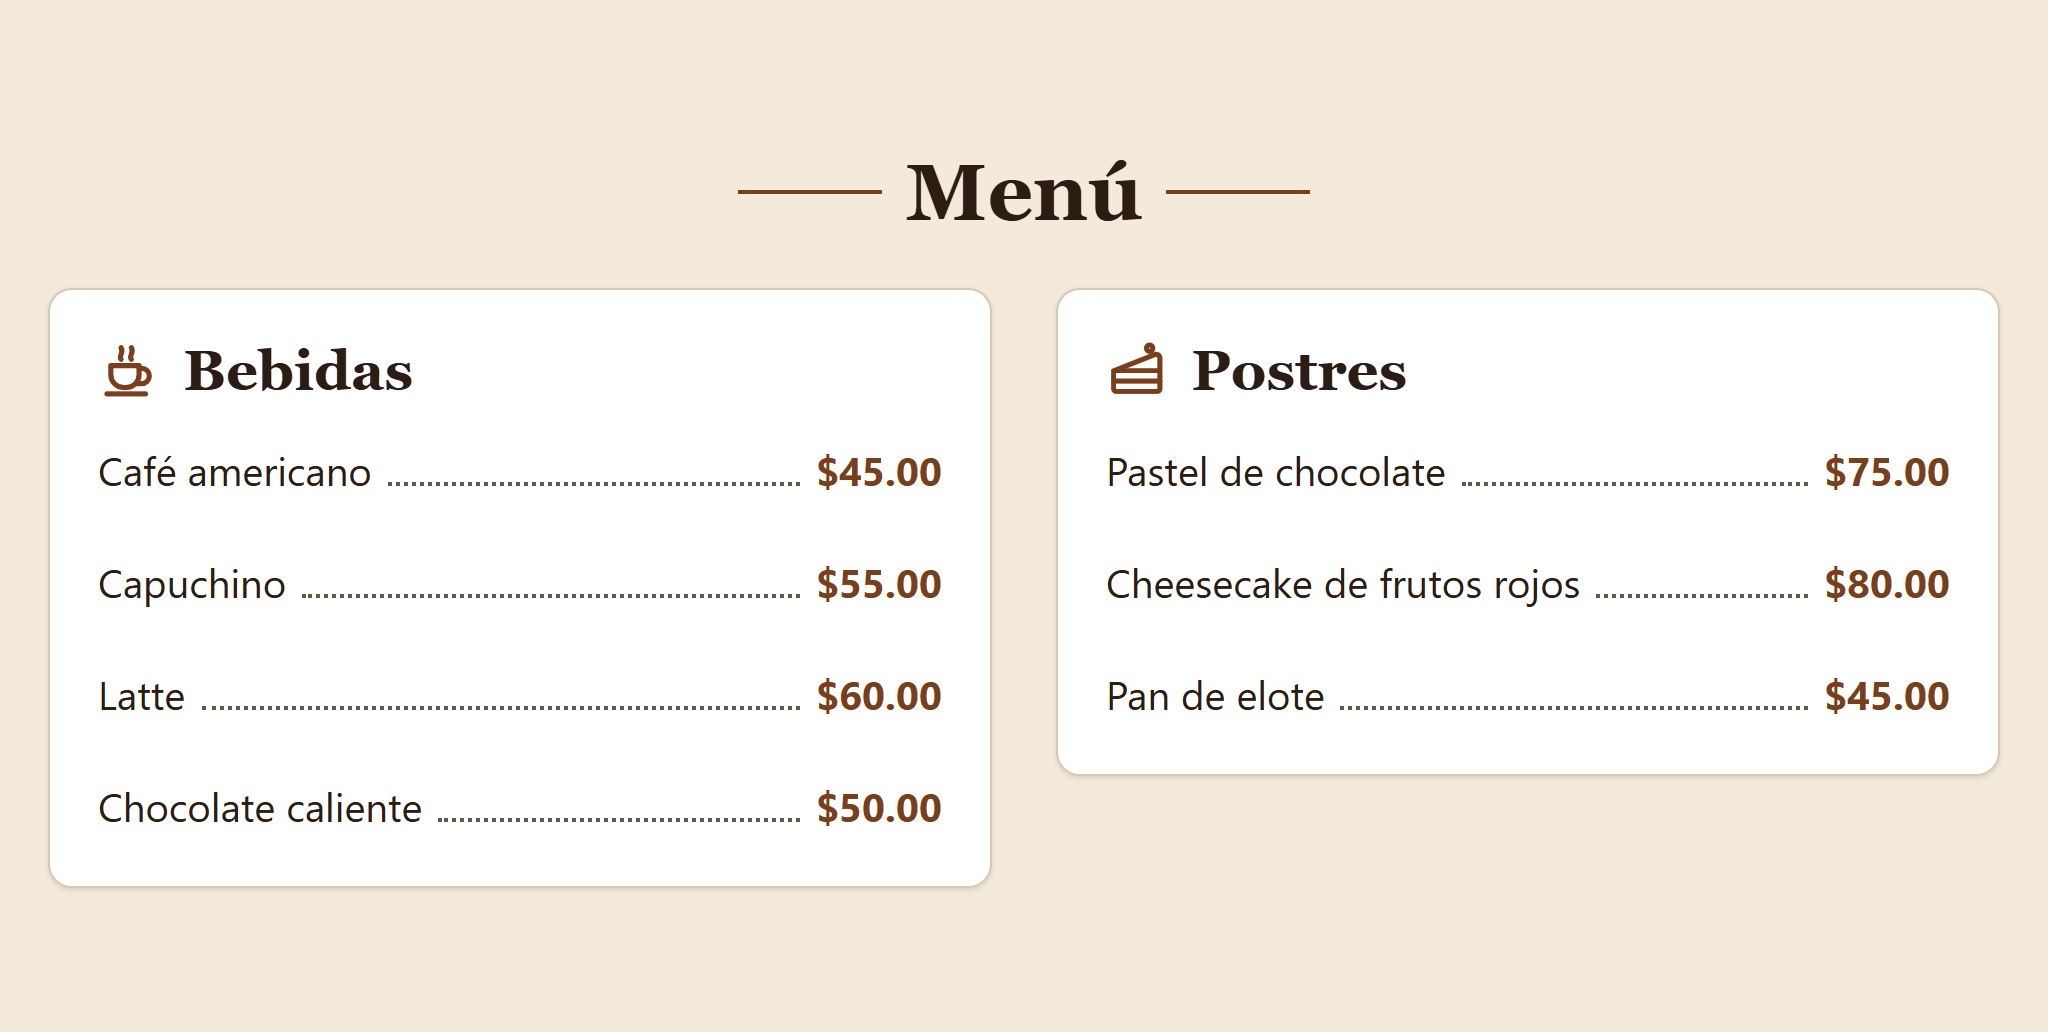 Menú
Bebidas
Café americano $45.00
Capuchino $55.00
Latte $60.00
Chocolate caliente $50.00
Postres
Pastel de chocolate $75.00
Cheesecake de frutos rojos $80.00
Pan de elote $45.00